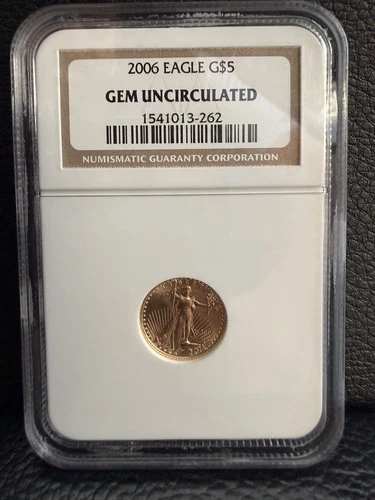 2006 EAGLE G$5
GEM UNCIRCULATED
1541013-262
NUMISMATIC GUARANTY CORPORATION